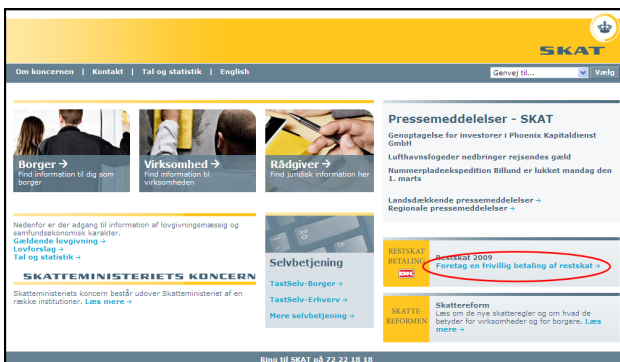 SKAT
Om koncernen | Kontakt | Tal og statistik | English
Genvej til...
Vælg
Borger →
Find information til dig som
borger
Virksomhed →
Find information til
virksomheden
Rådgiver →
Find juridisk information her
Pressemeddelelser - SKAT
Genoptagelse for investorer i Phoenix Kapitaldienst
GmbH
Lufthavnsfogeder nedbringer rejsendes gæld
Nummerpladeekspedition Billund er lukket mandag den
1. marts
Landsdækkende pressemeddelelser →
Regionale pressemeddelelser →
Nedenfor er der adgang til information af lovgivningsmæssig og
samfundsøkonomisk karakter.
Gældende lovgivning →
Lovforslag →
Tal og statistik →
SKATTEMINISTERIETS KONCERN
Skatteministeriets koncern består udover Skatteministeriet af en
række institutioner. Læs mere →
Selvbetjening
TastSelv-Borger →
TastSelv-Erhverv →
Mere selvbetjening →
RESTSKAT
BETALING
DK
Restskat 2009
Foretag en frivillig betaling af restskat →
SKATTE-
REFORMEN
Skattereform
Læs om de nye skatteregler og om hvad de
betyder for virksomheder og for borgere. Læs
mere →
Ring til SKAT på 72 22 18 18